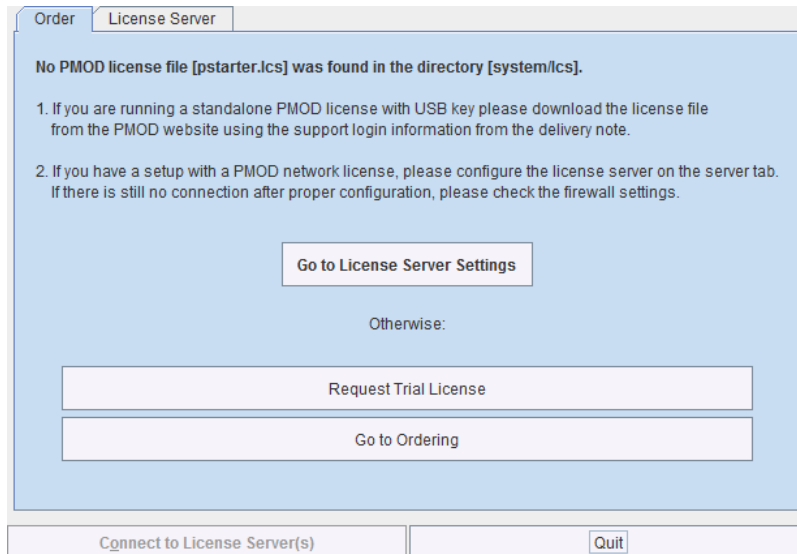 Order License Server
No PMOD license file [pstarter.lcs] was found in the directory [system/lcs].
1. If you are running a standalone PMOD license with USB key please download the license file
from the PMOD website using the support login information from the delivery note.
2. If you have a setup with a PMOD network license, please configure the license server on the server tab.
If there is still no connection after proper configuration, please check the firewall settings.
Go to License Server Settings
Otherwise:
Request Trial License
Go to Ordering
Connect to License Server(s) Quit